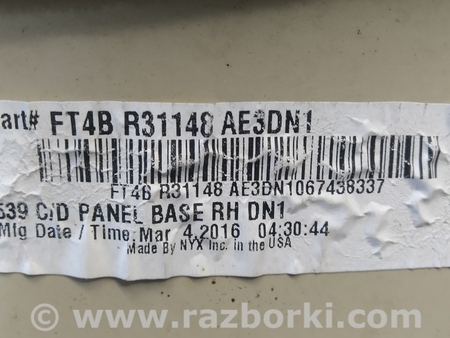 art# FT4B R31148 AE3DN1
FT4B R31148 AE3DN1067438337
539 C/D PANEL BASE RH DN1
Mfg Date / Time Mar 4,2016 04:30:44
Made By NYX Inc. in the USA
© www.razborki.com